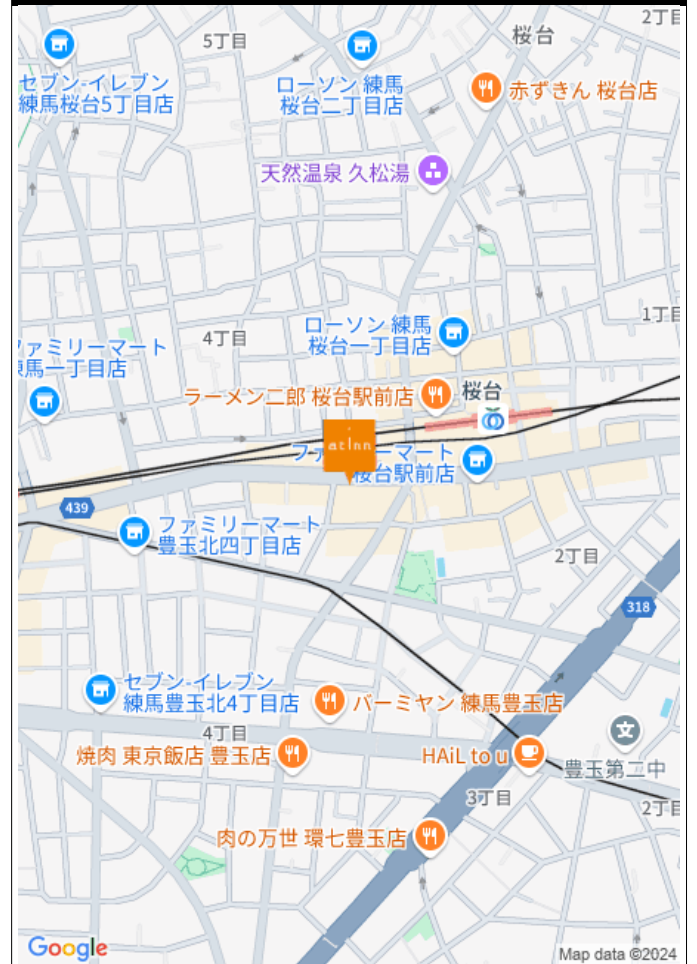 2丁目
5丁目
桜台
セブン-イレブン
練馬桜台5丁目店
ローソン 練馬
桜台二丁目店
赤ずきん 桜台店
天然温泉 久松湯
1丁目
ローソン 練馬
桜台一丁目店
4丁目
ファミリーマート
練馬一丁目店
ラーメン二郎 桜台駅前店
桜台
at inn
ファミリーマート
桜台駅前店
439
ファミリーマート
豊玉北四丁目店
2丁目
318
セブン-イレブン
練馬豊玉北4丁目店
バーミヤン 練馬豊玉店
4丁目
焼肉 東京飯店 豊玉店
HAiL to u
文
豊玉第二中
3丁目
2丁目
肉の万世 環七豊玉店
Google
Map data ©2024